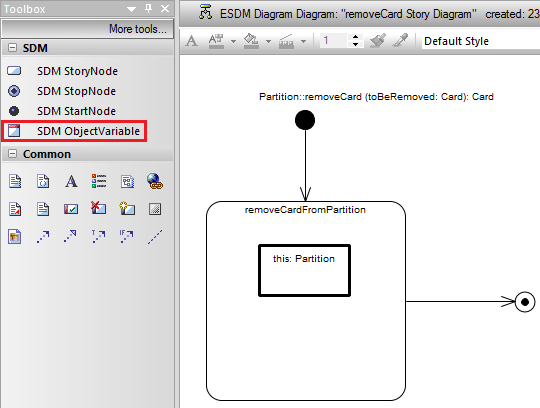 Toolbox
More tools...
SDM
SDM StoryNode
SDM StopNode
SDM StartNode
SDM ObjectVariable
Common
A
T
IF
ESDM Diagram Diagram: "removeCard Story Diagram" created: 23
A
1
Default Style
Partition::removeCard (toBeRemoved: Card): Card
removeCardFromPartition
this: Partition